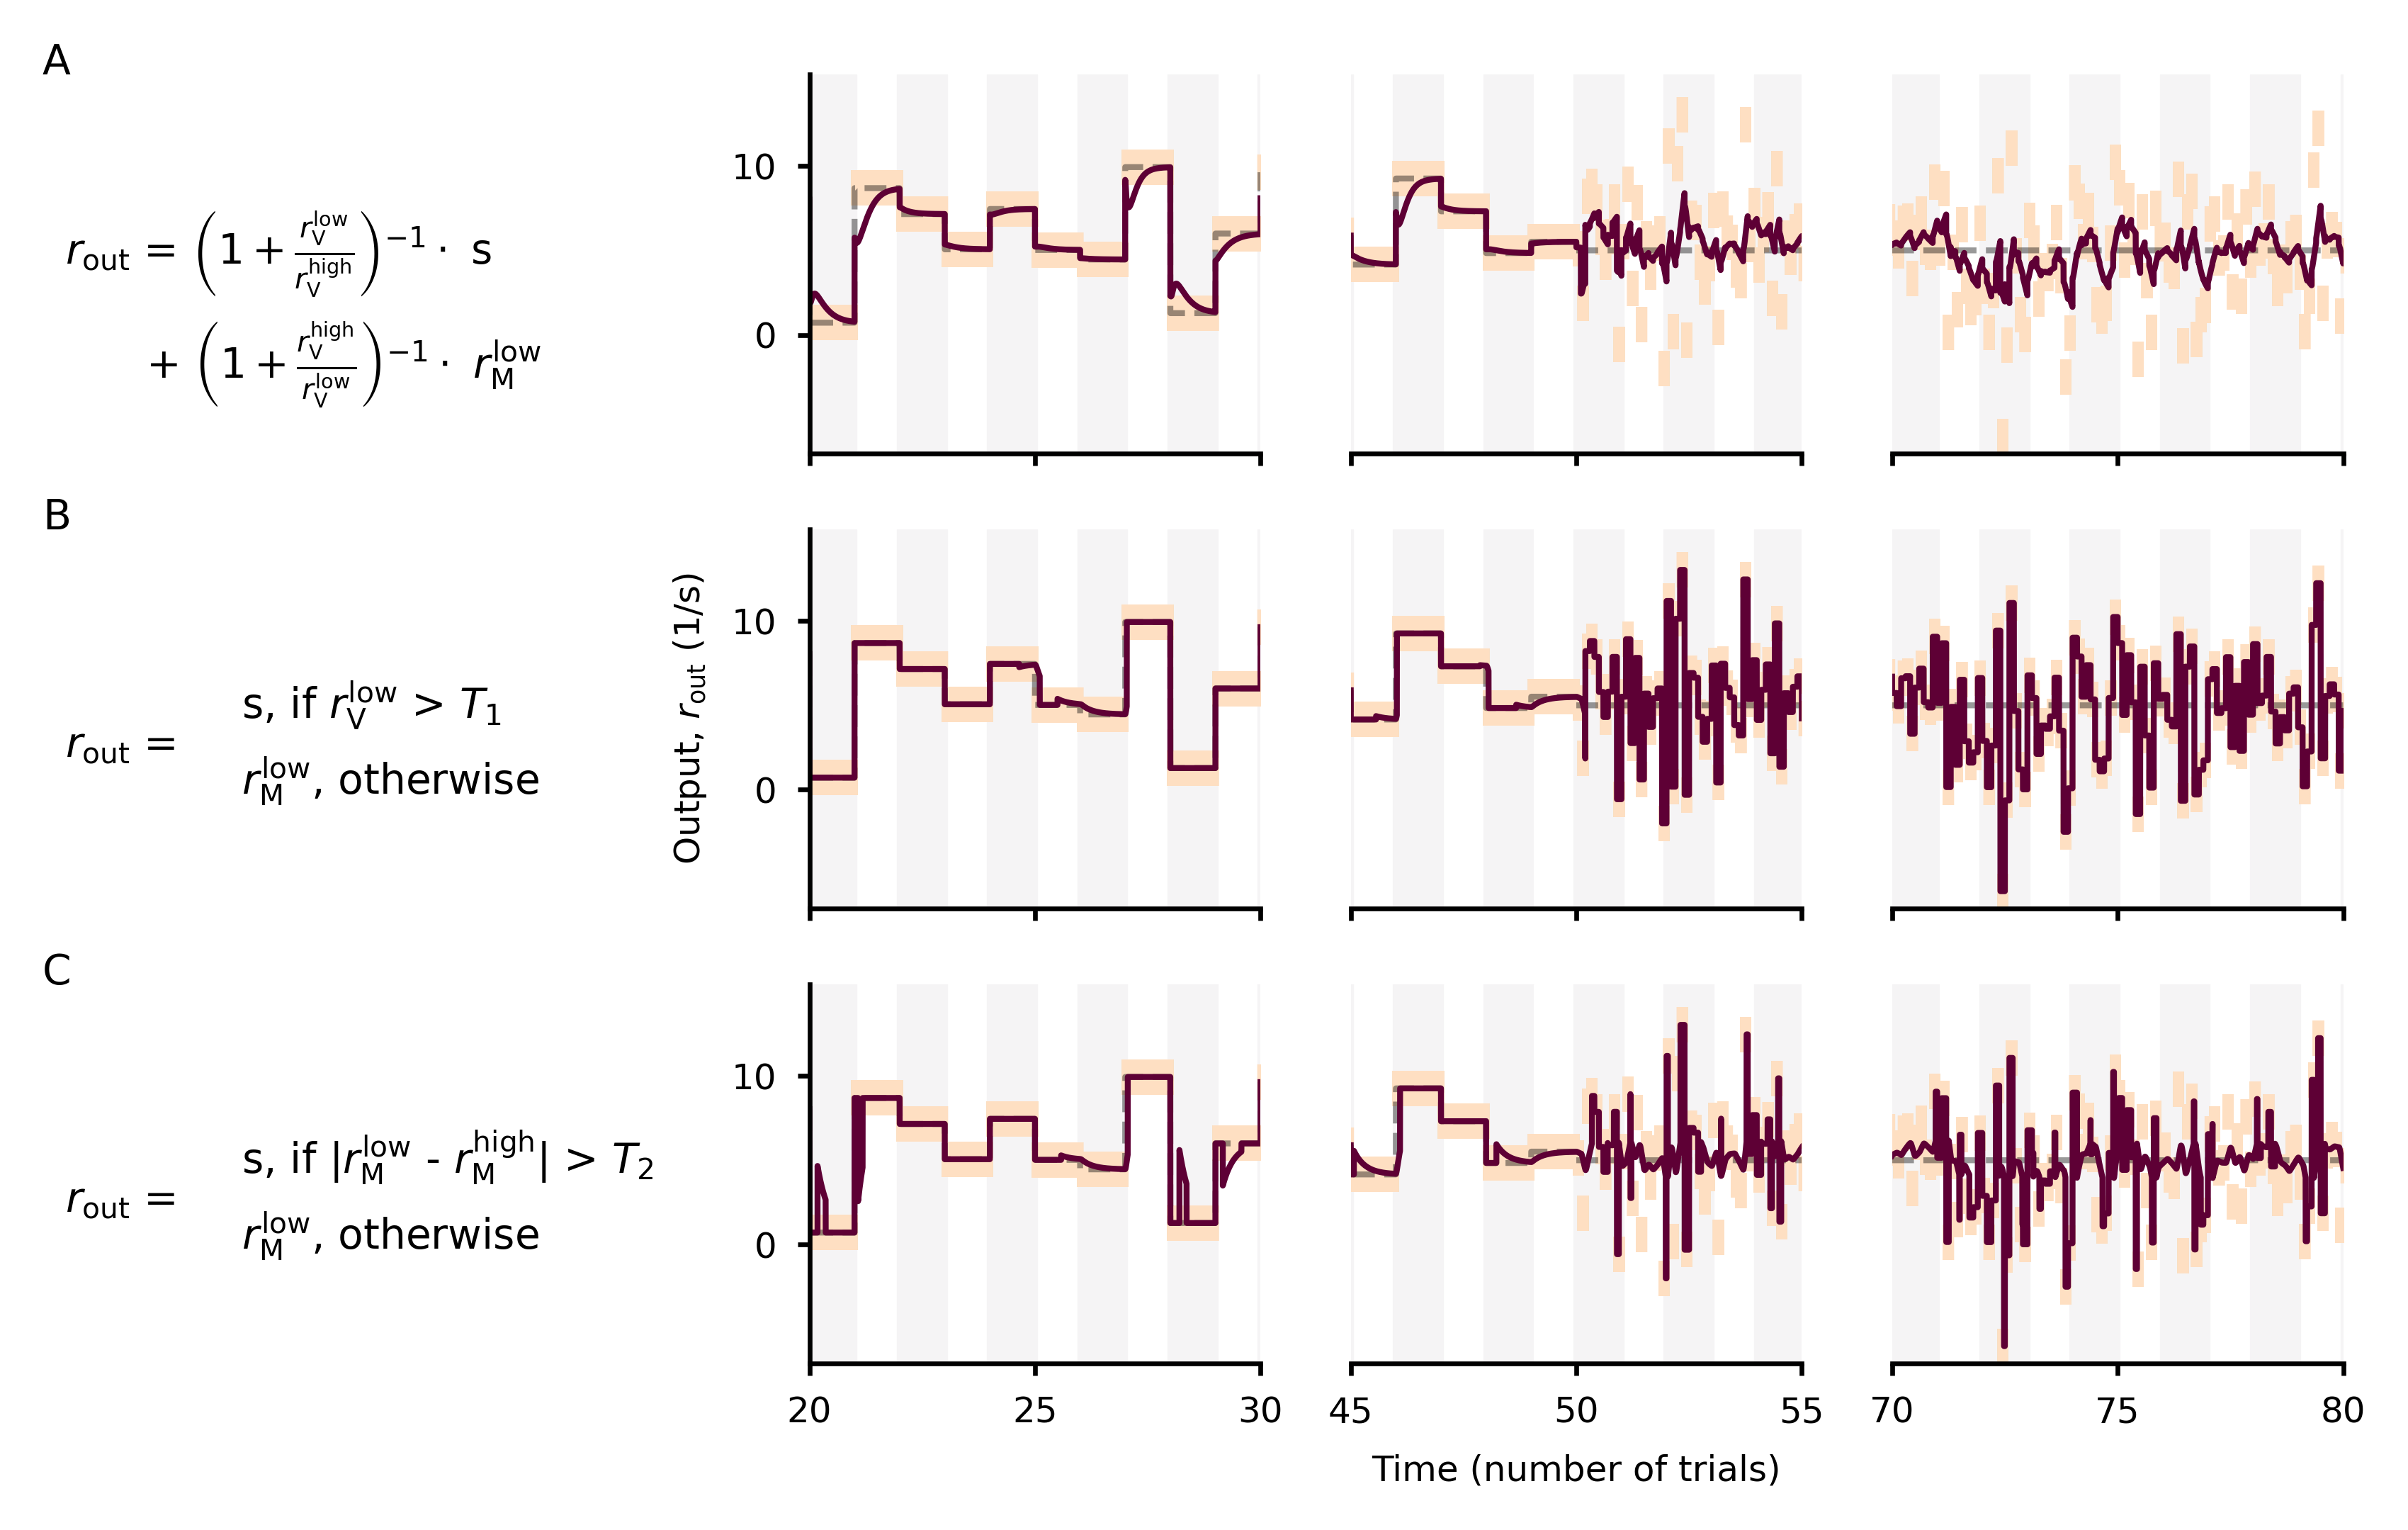 A
r_out = (1 + r_V^low / r_V^high)^−1 · s
+ (1 + r_V^high / r_V^low)^−1 · r_M^low
10
0
B
s, if r_V^low > T_1
r_out =
r_M^low, otherwise
Output, r_out (1/s)
10
0
C
s, if |r_M^low - r_M^high| > T_2
r_out =
r_M^low, otherwise
10
0
20 25 30 45 50 55 70 75 80
Time (number of trials)